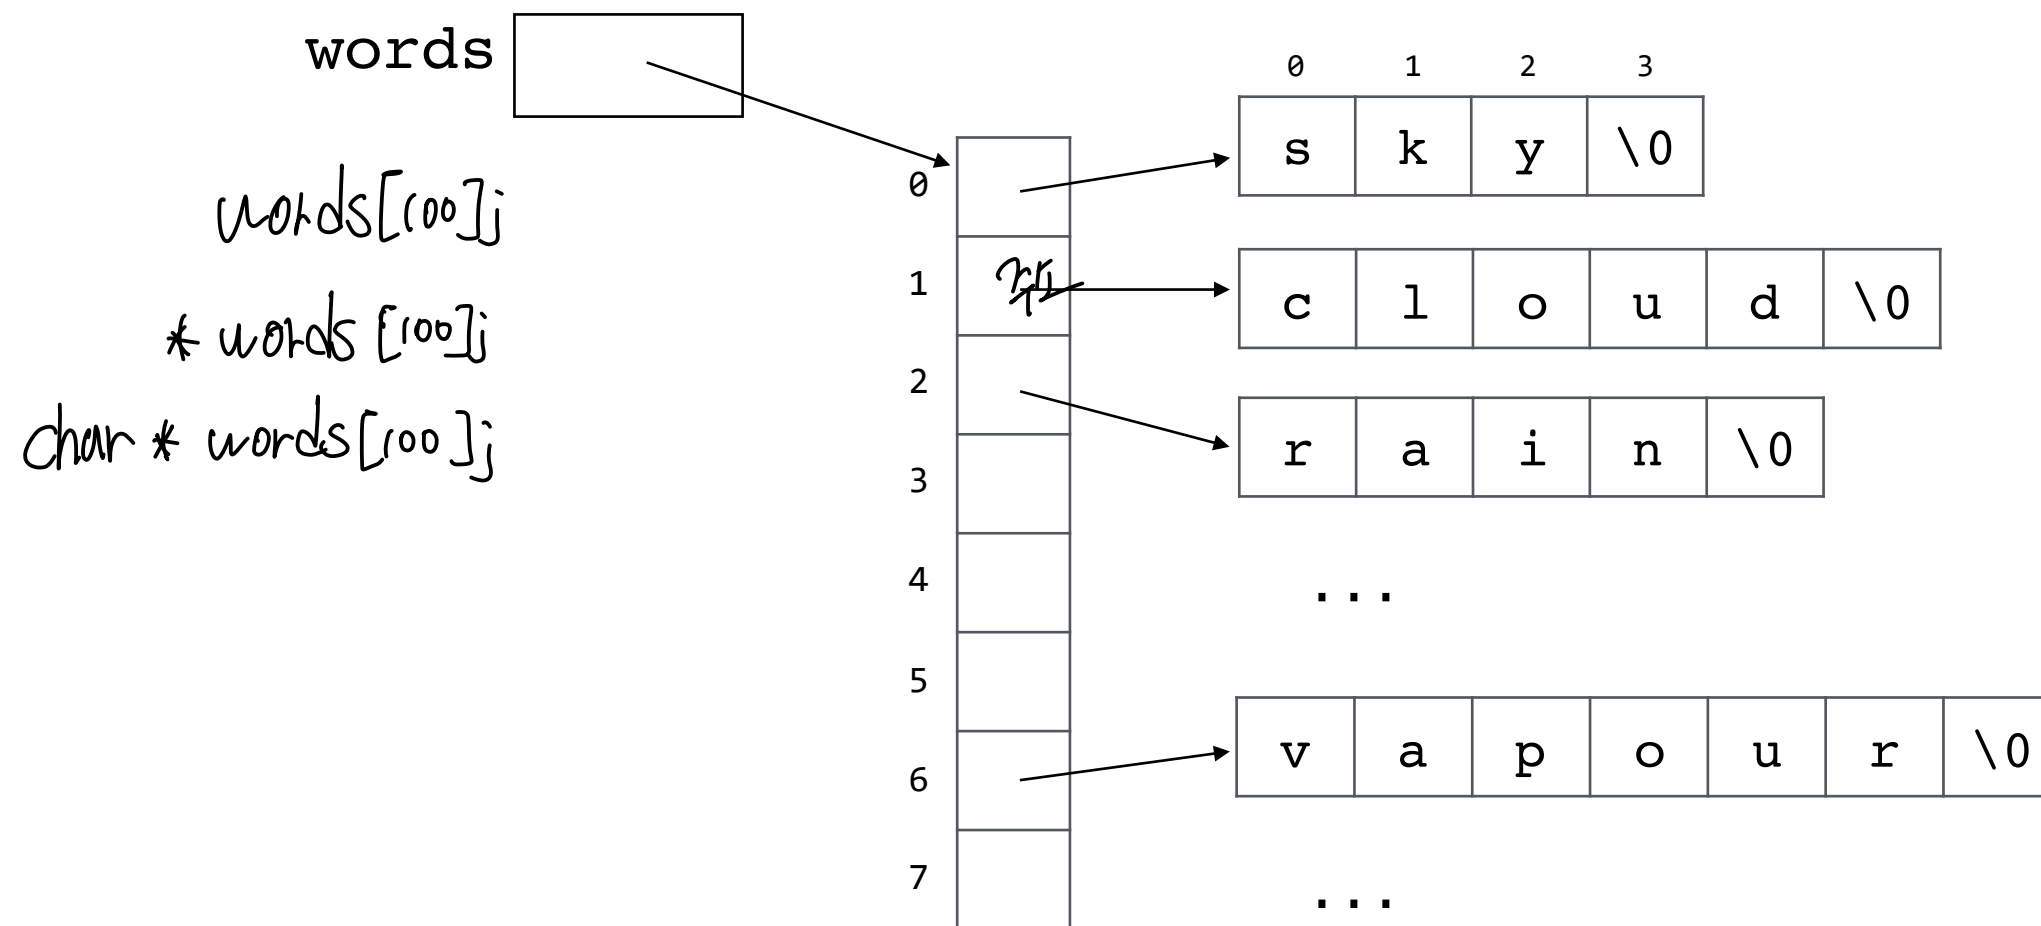 words
0 1 2 3
0 s k y \0
words[100];
1 c l o u d \0
* words [100];
2 r a i n \0
char * words[100];
3
4 ...
5
6 v a p o u r \0
7 ...